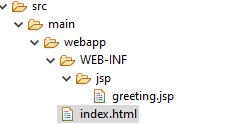 src
main
webapp
WEB-INF
jsp
greeting.jsp
index.html